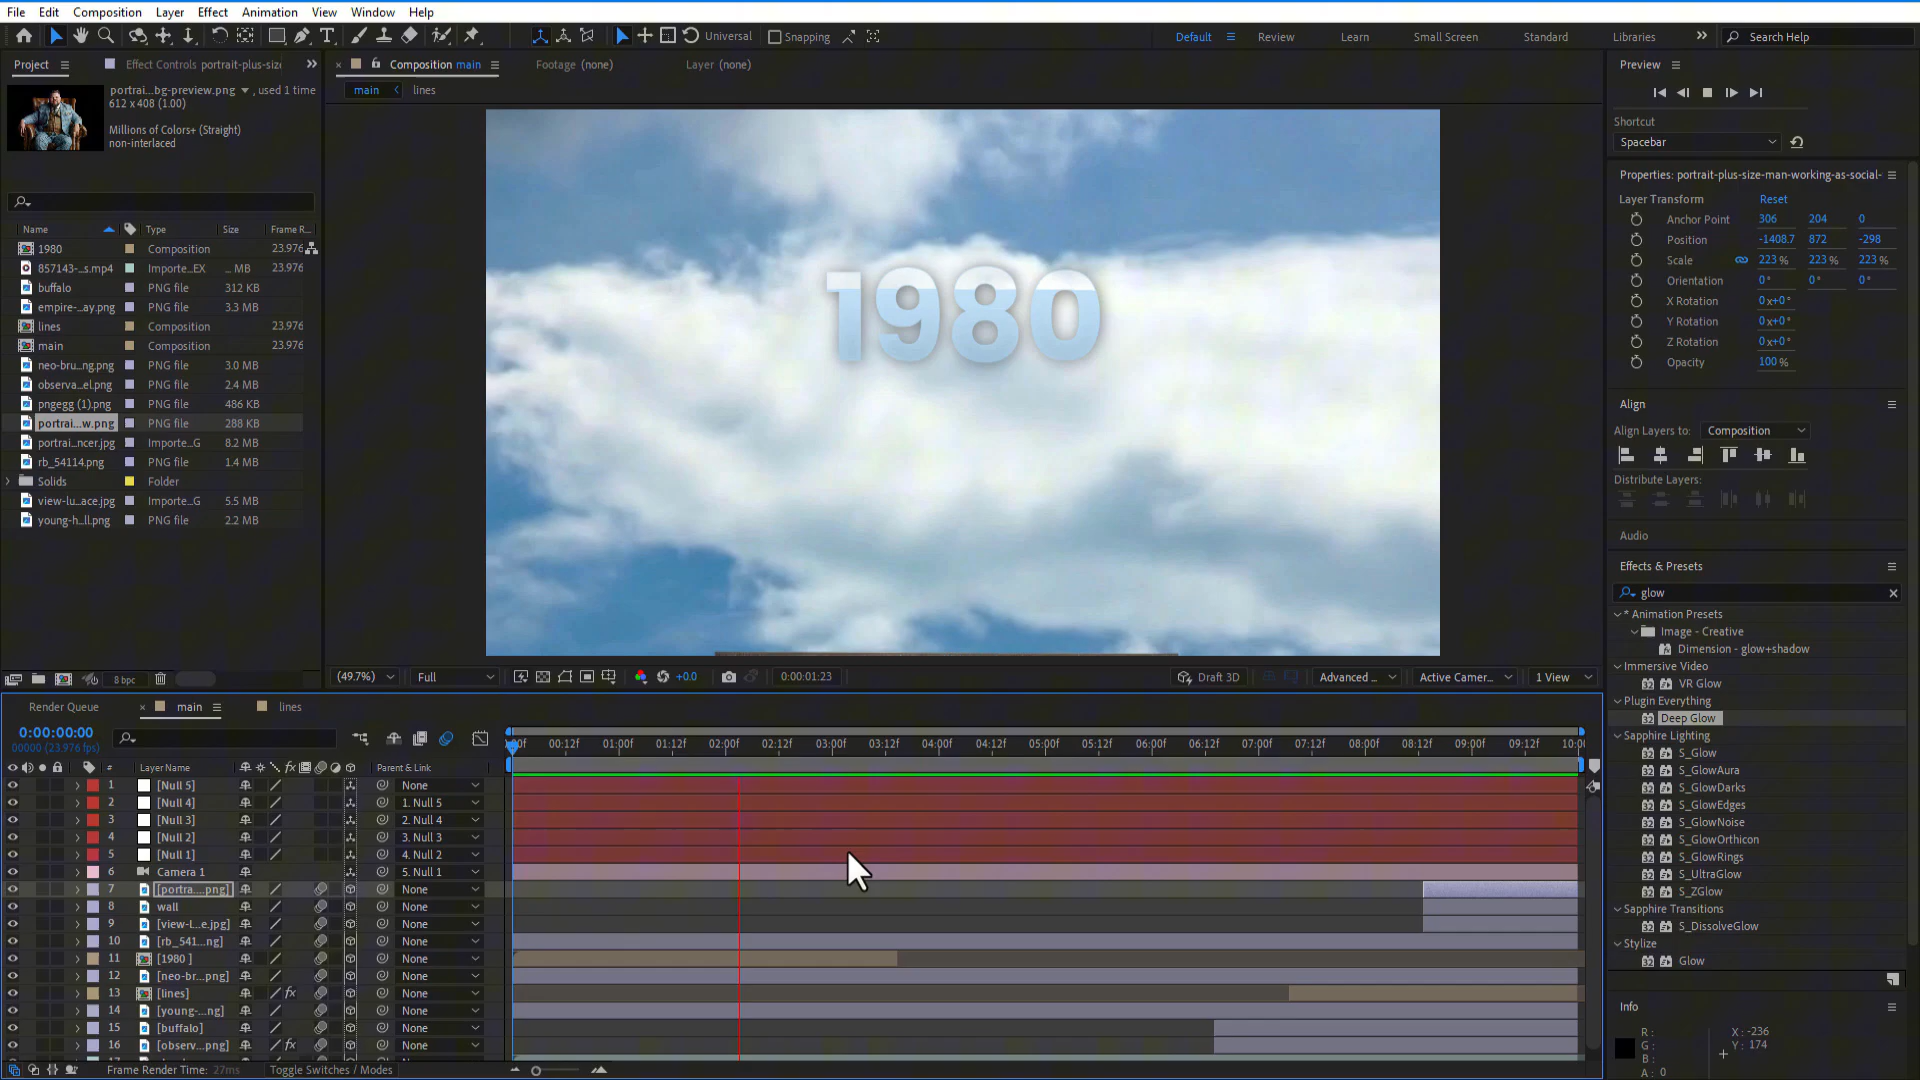 File Edit Composition Layer Effect Animation View Window Help
Universal Snapping Default Review Learn Small Screen Standard Libraries Search Help
Project Effect Controls portrait-plus-size Composition main Footage (none) Layer (none) Preview
portrai...bg-preview.png , used 1 time
612 x 408 (1.00)
Millions of Colors+ (Straight)
non-interlaced
main lines
Name Type Size Frame R...
1980 Composition 23.976
857143-_s.mp4 Importe...EX ... MB 23.976
buffalo PNG file 312 KB
empire-...ay.png PNG file 3.3 MB
lines Composition 23.976
main Composition 23.976
neo-bru...ng.png PNG file 3.0 MB
observa...el.png PNG file 2.4 MB
pngegg (1).png PNG file 486 KB
portrai...w.png PNG file 288 KB
portrai...ncer.jpg Importe...G 8.2 MB
rb_54114.png PNG file 1.4 MB
Solids Folder
view-lu...ace.jpg Importe...G 5.5 MB
young-h...ll.png PNG file 2.2 MB
8 bpc
1980
(49.7%) Full +0.0 0:00:01:23 Draft 3D Advanced ... Active Camer... 1 View
Shortcut
Spacebar
Properties: portrait-plus-size-man-working-as-social-
Layer Transform Reset
Anchor Point 306 204 0
Position -1408.7 872 -298
Scale 223 % 223 % 223 %
Orientation 0° 0° 0°
X Rotation 0x+0°
Y Rotation 0x+0°
Z Rotation 0x+0°
Opacity 100 %
Align
Align Layers to: Composition
Distribute Layers:
Audio
Effects & Presets
glow
* Animation Presets
Image - Creative
Dimension - glow+shadow
Immersive Video
VR Glow
Plugin Everything
Deep Glow
Sapphire Lighting
S_Glow
S_GlowAura
S_GlowDarks
S_GlowEdges
S_GlowNoise
S_GlowOrthicon
S_GlowRings
S_UltraGlow
S_ZGlow
Sapphire Transitions
S_DissolveGlow
Stylize
Glow
Info
R:
G:
B:
A: 0
X: -236
Y: 174
Render Queue main lines
0:00:00:00
00000 (23.976 fps)
00:12f 01:00f 01:12f 02:00f 02:12f 03:00f 03:12f 04:00f 04:12f 05:00f 05:12f 06:00f 06:12f 07:00f 07:12f 08:00f 08:12f 09:00f 09:12f 10:0
# Layer Name Parent & Link
1 [Null 5] None
2 [Null 4] 1. Null 5
3 [Null 3] 2. Null 4
4 [Null 2] 3. Null 3
5 [Null 1] 4. Null 2
6 Camera 1 5. Null 1
7 [portra....png] None
8 wall None
9 [view-l...e.jpg] None
10 [rb_541...ng] None
11 [1980 ] None
12 [neo-br...png] None
13 [lines] None
14 [young-...ng] None
15 [buffalo] None
16 [observ...png] None
Frame Render Time: 27ms Toggle Switches / Modes